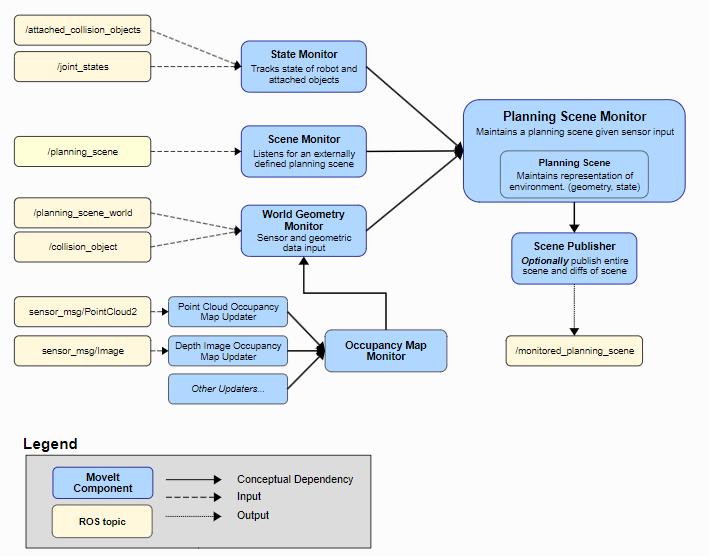 /attached_collision_objects
/joint_states
State Monitor
Tracks state of robot and
attached objects
/planning_scene
Scene Monitor
Listens for an externally
defined planning scene
/planning_scene_world
/collision_object
World Geometry
Monitor
Sensor and geometric
data input
Planning Scene Monitor
Maintains a planning scene given sensor input
Planning Scene
Maintains representation of
environment. (geometry, state)
Scene Publisher
Optionally publish entire
scene and diffs of scene
/monitored_planning_scene
sensor_msg/PointCloud2
Point Cloud Occupancy
Map Updater
sensor_msg/Image
Depth Image Occupancy
Map Updater
Other Updaters...
Occupancy Map
Monitor
Legend
MoveIt
Component
ROS topic
Conceptual Dependency
Input
Output